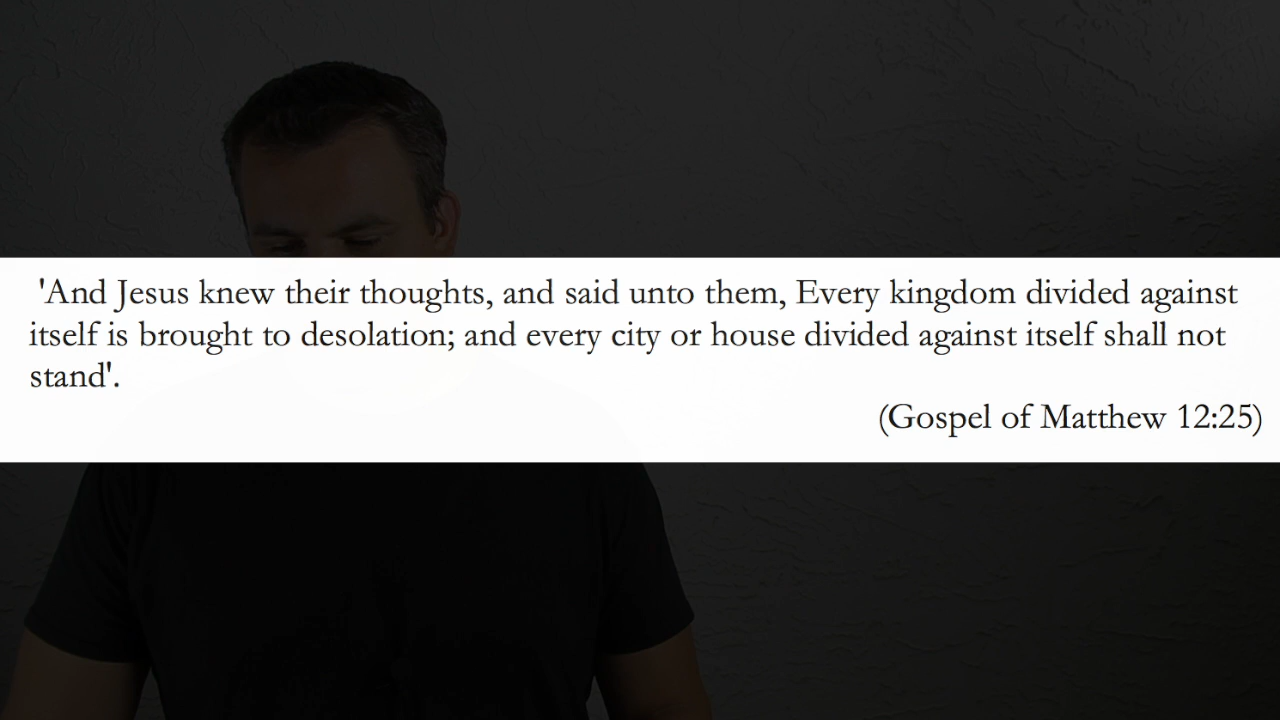 'And Jesus knew their thoughts, and said unto them, Every kingdom divided against
itself is brought to desolation; and every city or house divided against itself shall not
stand'.
(Gospel of Matthew 12:25)